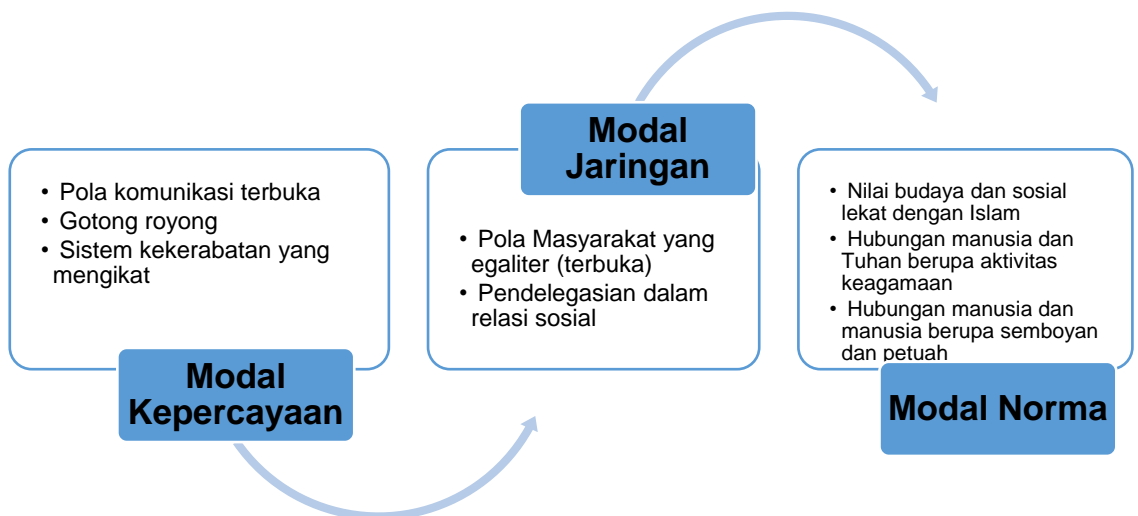 • Pola komunikasi terbuka
• Gotong royong
• Sistem kekerabatan yang
mengikat
Modal
Kepercayaan
Modal
Jaringan
• Pola Masyarakat yang
egaliter (terbuka)
• Pendelegasian dalam
relasi sosial
• Nilai budaya dan sosial
lekat dengan Islam
• Hubungan manusia dan
Tuhan berupa aktivitas
keagamaan
• Hubungan manusia dan
manusia berupa semboyan
dan petuah
Modal Norma